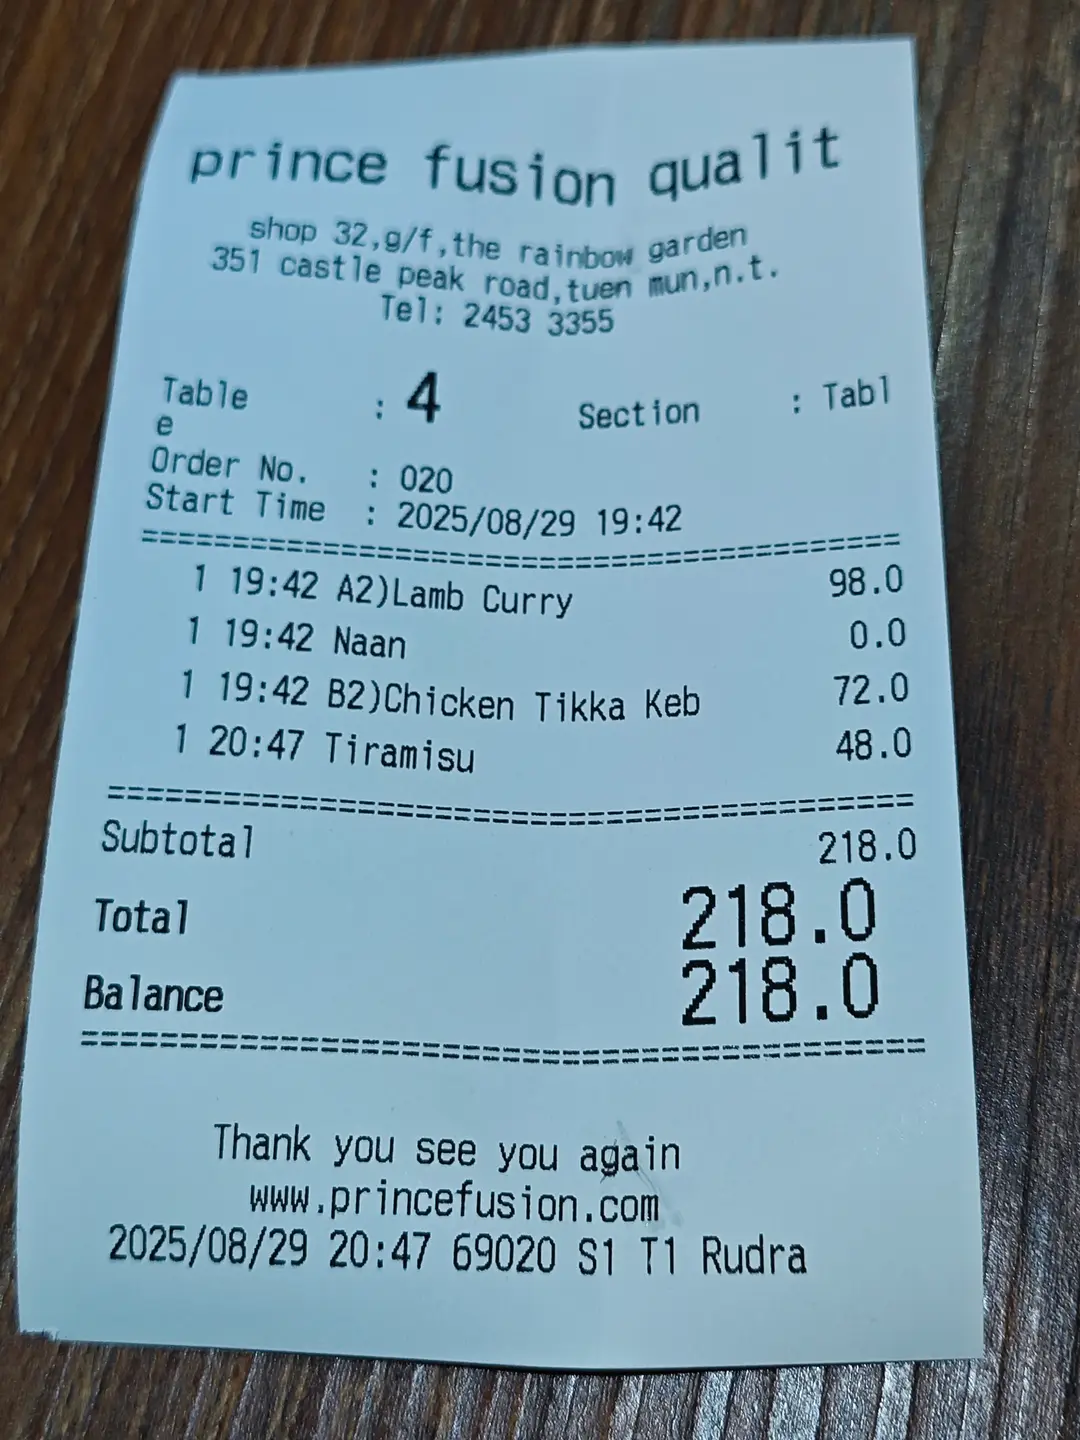 prince fusion qualit
shop 32,g/f,the rainbow garden
351 castle peak road,tuen mun,n.t.
Tel: 2453 3355
Table : 4 Section : Tabl
e
Order No. : 020
Start Time : 2025/08/29 19:42
========================================
1 19:42 A2)Lamb Curry 98.0
1 19:42 Naan 0.0
1 19:42 B2)Chicken Tikka Keb 72.0
1 20:47 Tiramisu 48.0
========================================
Subtotal 218.0
Total 218.0
Balance 218.0
========================================
Thank you see you again
www.princefusion.com
2025/08/29 20:47 69020 S1 T1 Rudra